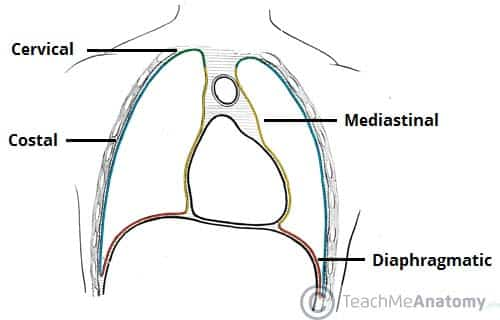 Cervical
Costal
Mediastinal
Diaphragmatic
© TeachMeAnatomy